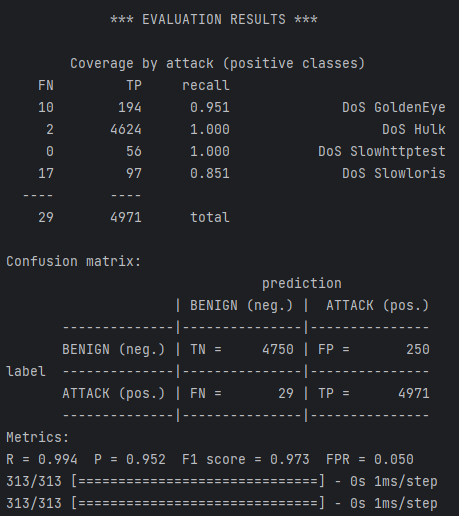 *** EVALUATION RESULTS ***
Coverage by attack (positive classes)
FN TP recall
10 194 0.951 DoS GoldenEye
2 4624 1.000 DoS Hulk
0 56 1.000 DoS Slowhttptest
17 97 0.851 DoS Slowloris
---- ----
29 4971 total
Confusion matrix:
prediction
| BENIGN (neg.) | ATTACK (pos.)
--------------|---------------|---------------
BENIGN (neg.) | TN = 4750 | FP = 250
label --------------|---------------|---------------
ATTACK (pos.) | FN = 29 | TP = 4971
--------------|---------------|---------------
Metrics:
R = 0.994 P = 0.952 F1 score = 0.973 FPR = 0.050
313/313 [==============================] - 0s 1ms/step
313/313 [==============================] - 0s 1ms/step